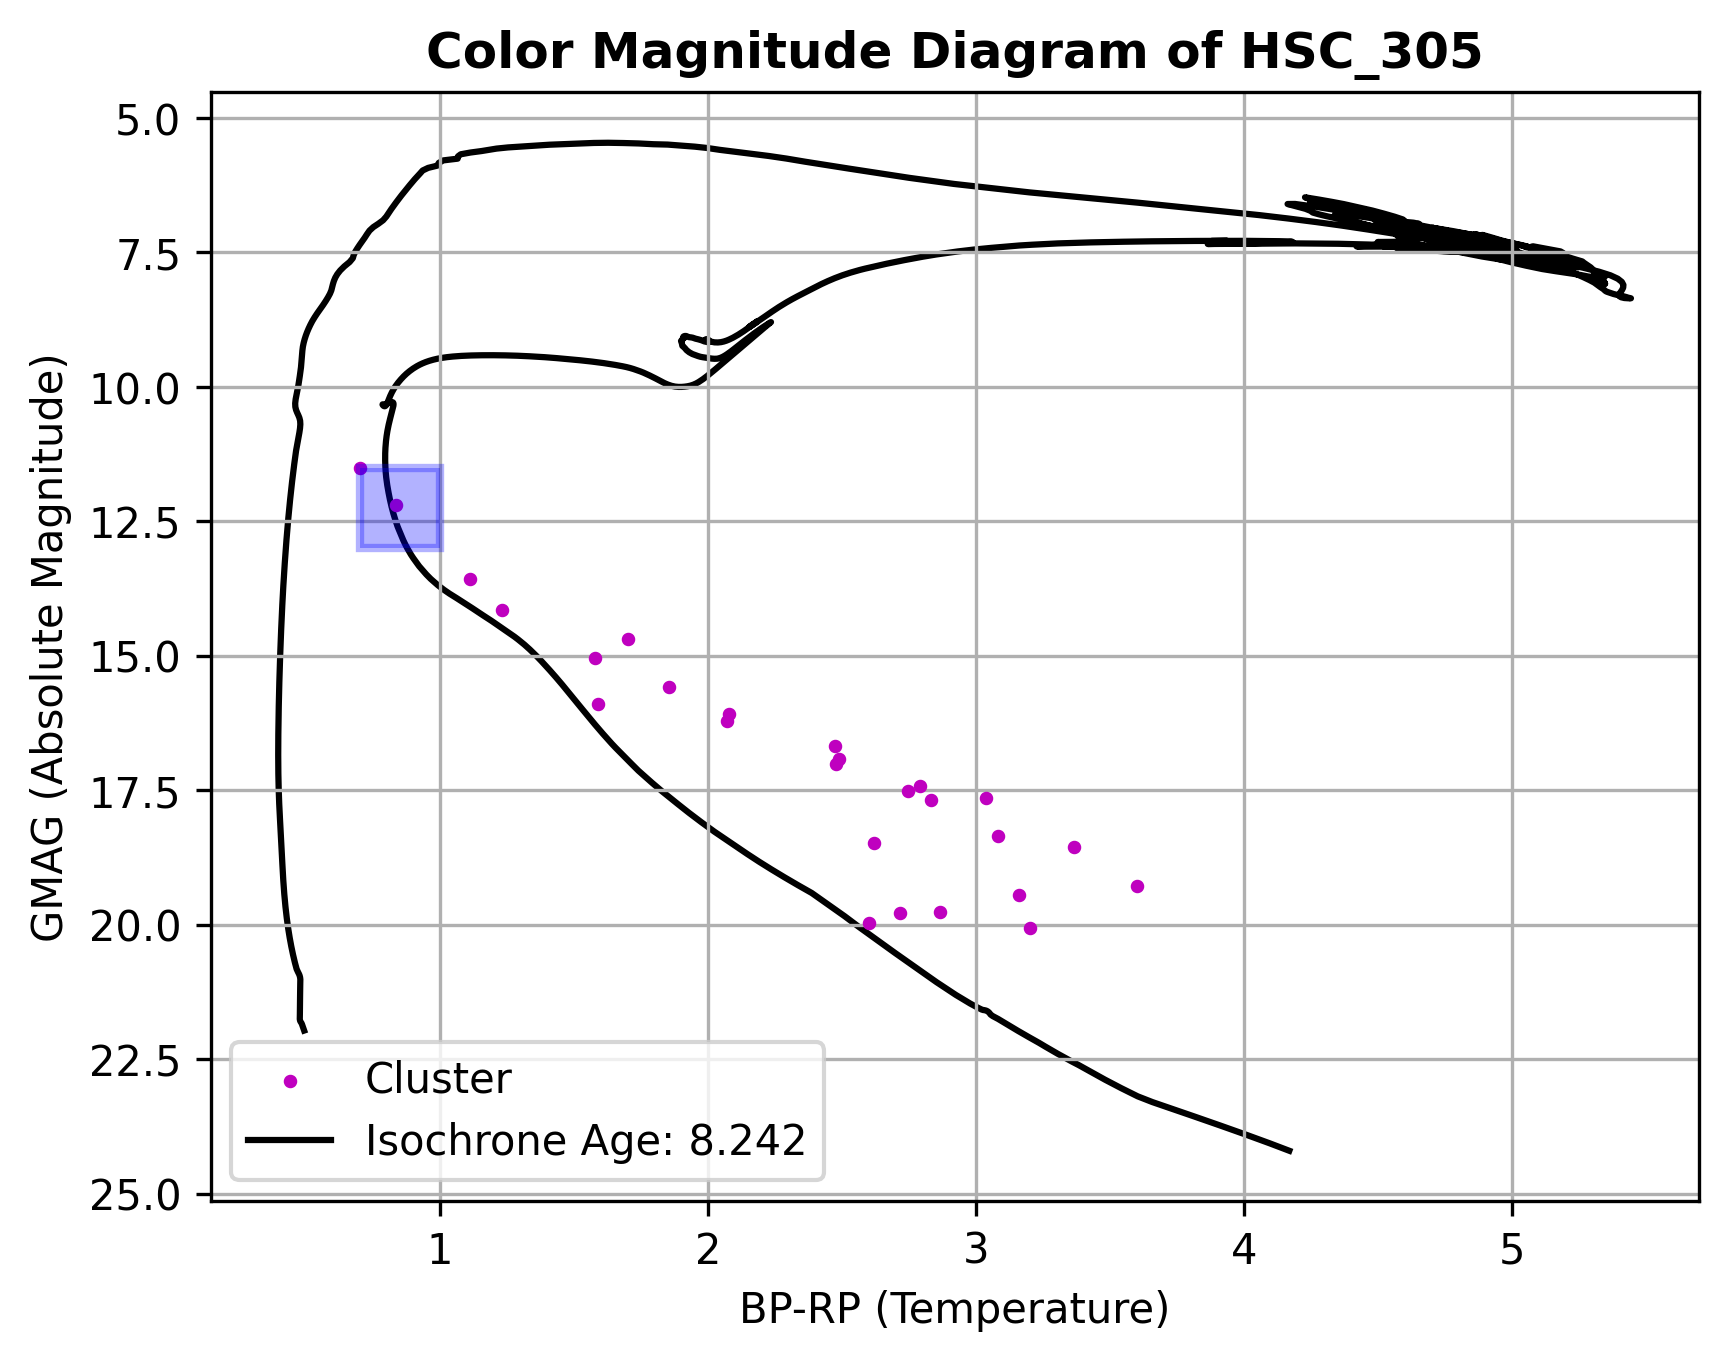 Color Magnitude Diagram of HSC_305
GMAG (Absolute Magnitude)
5.0
7.5
10.0
12.5
15.0
17.5
20.0
22.5
25.0
Cluster
Isochrone Age: 8.242
1 2 3 4 5
BP-RP (Temperature)